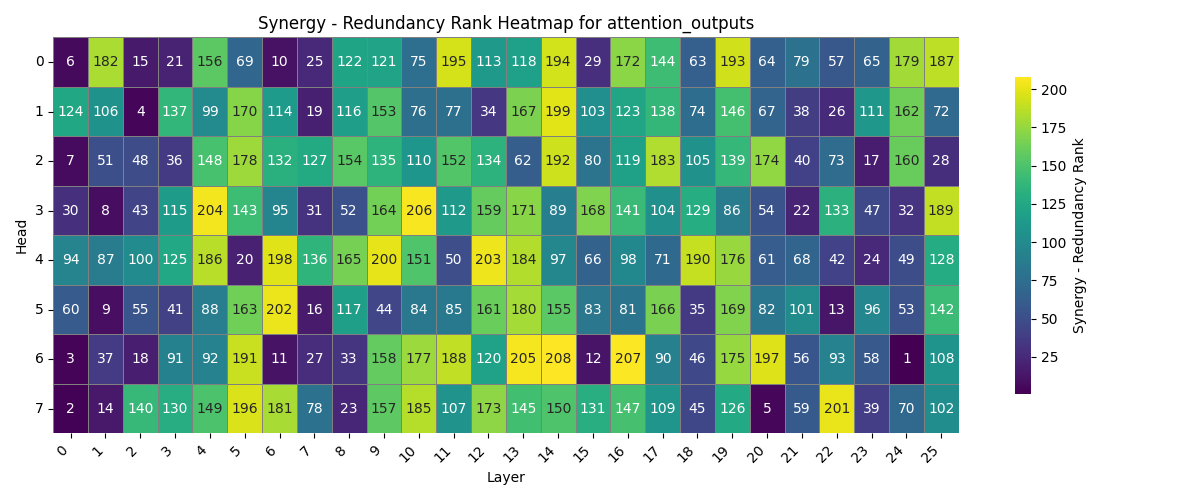 Synergy - Redundancy Rank Heatmap for attention_outputs
0 6 182 15 21 156 69 10 25 122 121 75 195 113 118 194 29 172 144 63 193 64 79 57 65 179 187
1 124 106 4 137 99 170 114 19 116 153 76 77 34 167 199 103 123 138 74 146 67 38 26 111 162 72
2 7 51 48 36 148 178 132 127 154 135 110 152 134 62 192 80 119 183 105 139 174 40 73 17 160 28
3 30 8 43 115 204 143 95 31 52 164 206 112 159 171 89 168 141 104 129 86 54 22 133 47 32 189
4 94 87 100 125 186 20 198 136 165 200 151 50 203 184 97 66 98 71 190 176 61 68 42 24 49 128
5 60 9 55 41 88 163 202 16 117 44 84 85 161 180 155 83 81 166 35 169 82 101 13 96 53 142
6 3 37 18 91 92 191 11 27 33 158 177 188 120 205 208 12 207 90 46 175 197 56 93 58 1 108
7 2 14 140 130 149 196 181 78 23 157 185 107 173 145 150 131 147 109 45 126 5 59 201 39 70 102
0 1 2 3 4 5 6 7 8 9 10 11 12 13 14 15 16 17 18 19 20 21 22 23 24 25
Layer
Head
200
175
150
125
100
75
50
25
Synergy - Redundancy Rank